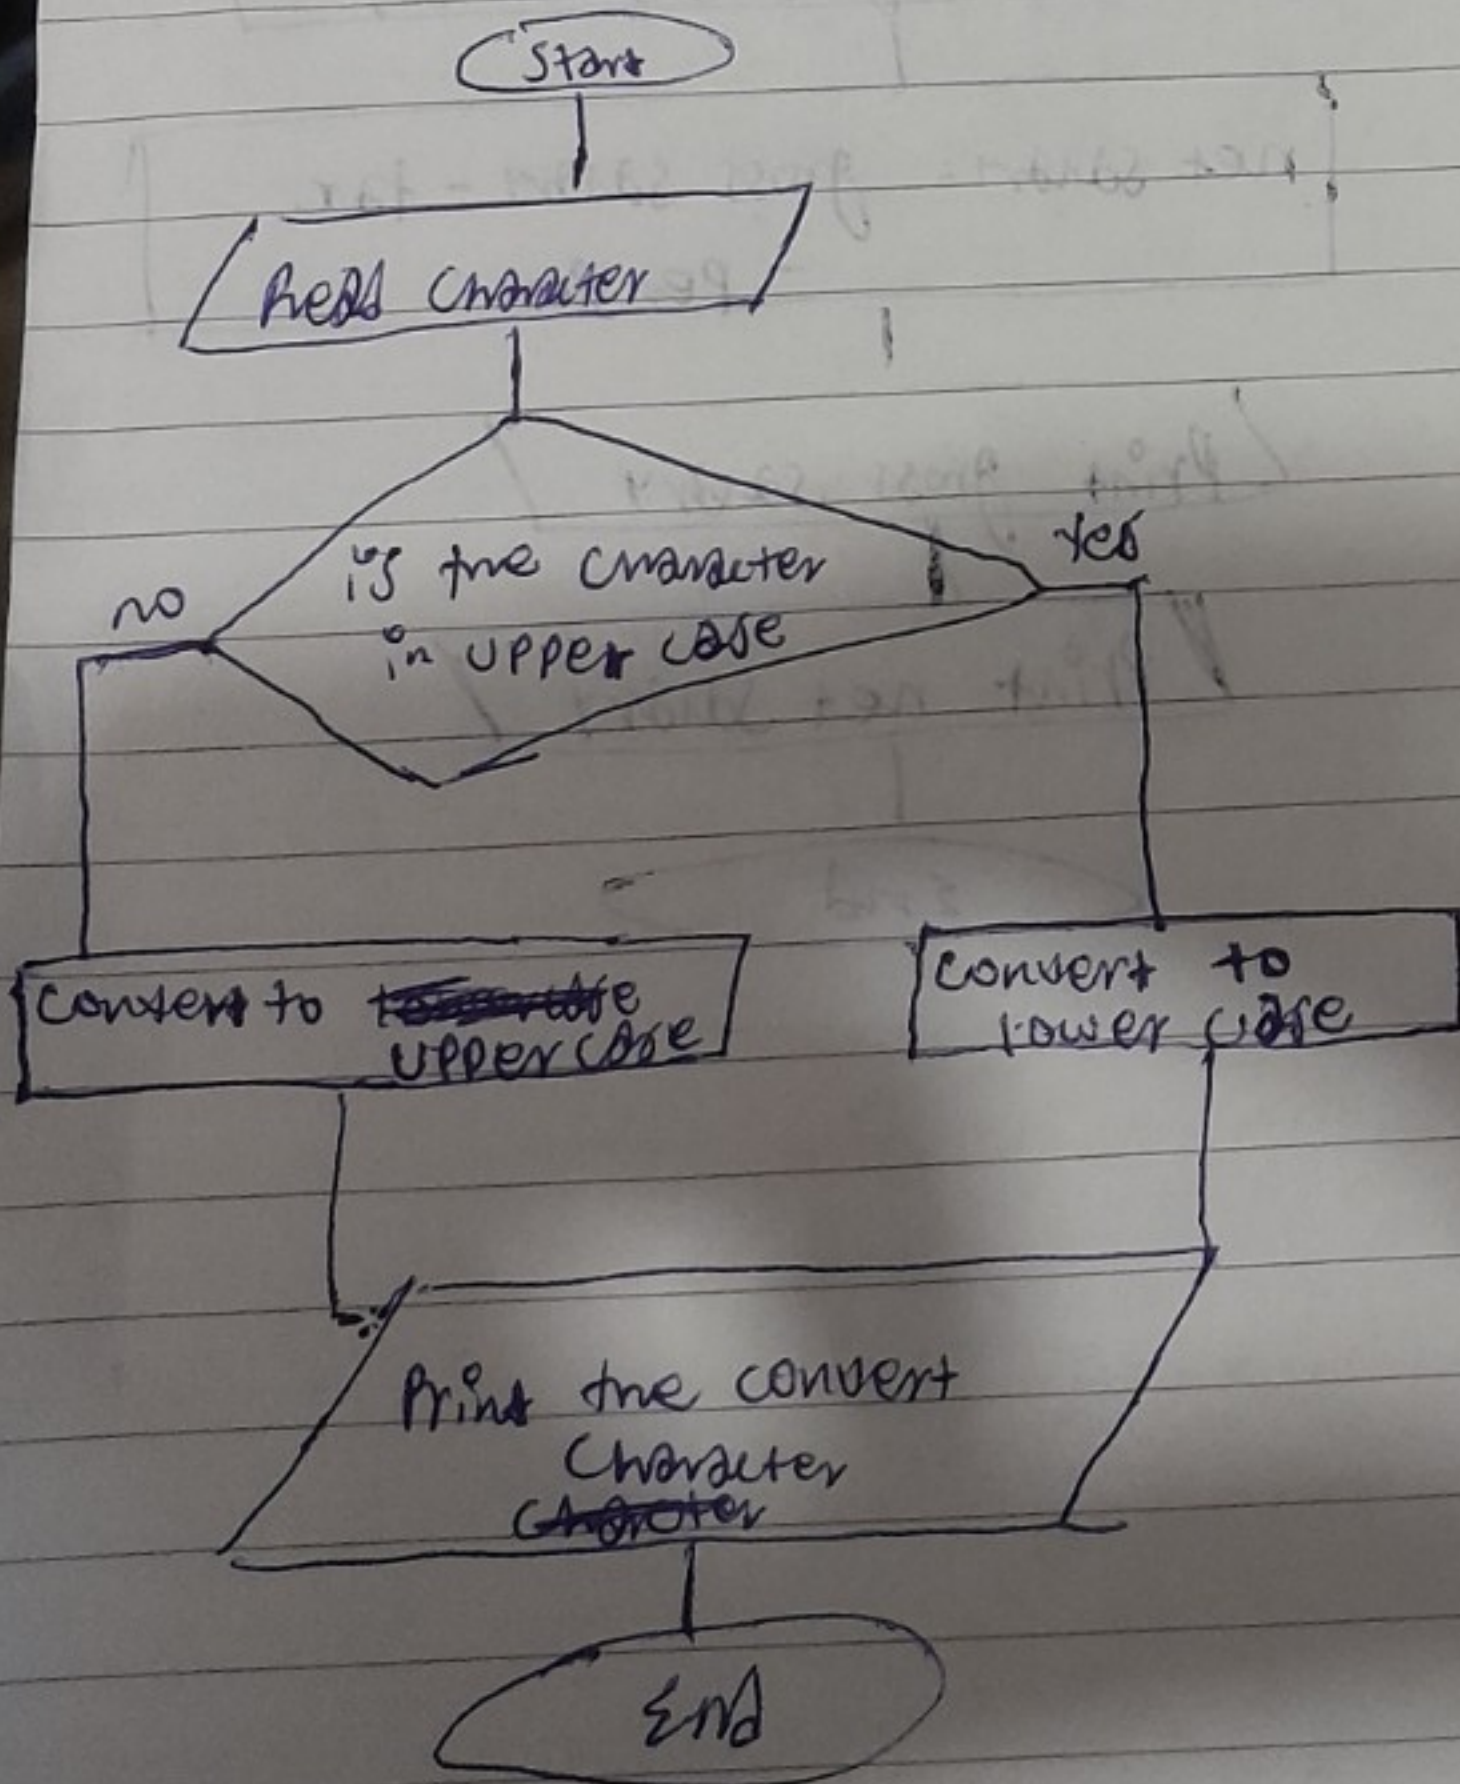 Start
Read Character
is the character
in upper case
no
Yes
Convert to
upper case
Convert to
lower case
Print the convert
Character
End